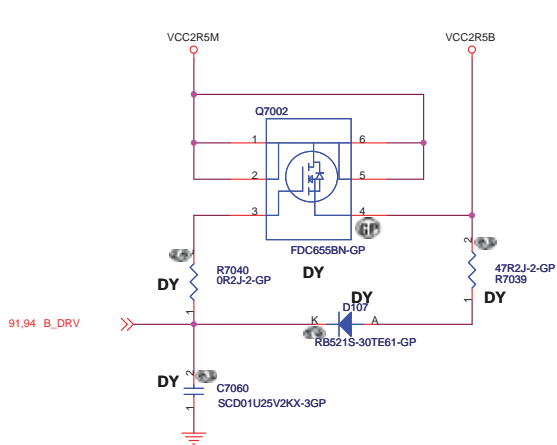 VCC2R5M
VCC2R5B
Q7002
1
6
2
5
3
4
GP
FDC655BN-GP
2
R7040
0R2J-2-GP
DY
DY
47R2J-2-GP
R7039
DY
1
1
DY
D107
91,94 B_DRV
K
A
RB521S-30TE61-GP
2
DY
C7060
SCD01U25V2KX-3GP
1